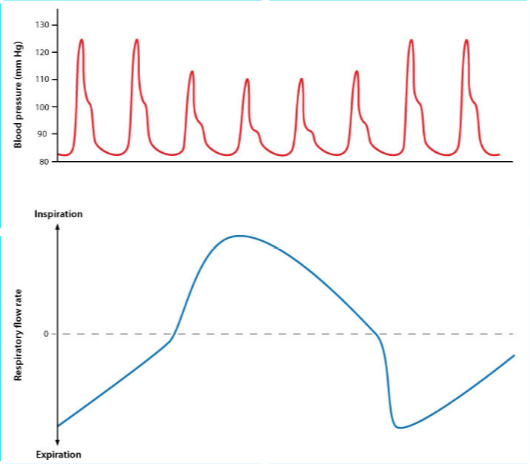 Blood pressure (mm Hg)
130
120
110
100
90
80
Inspiration
Respiratory flow rate
0
Expiration